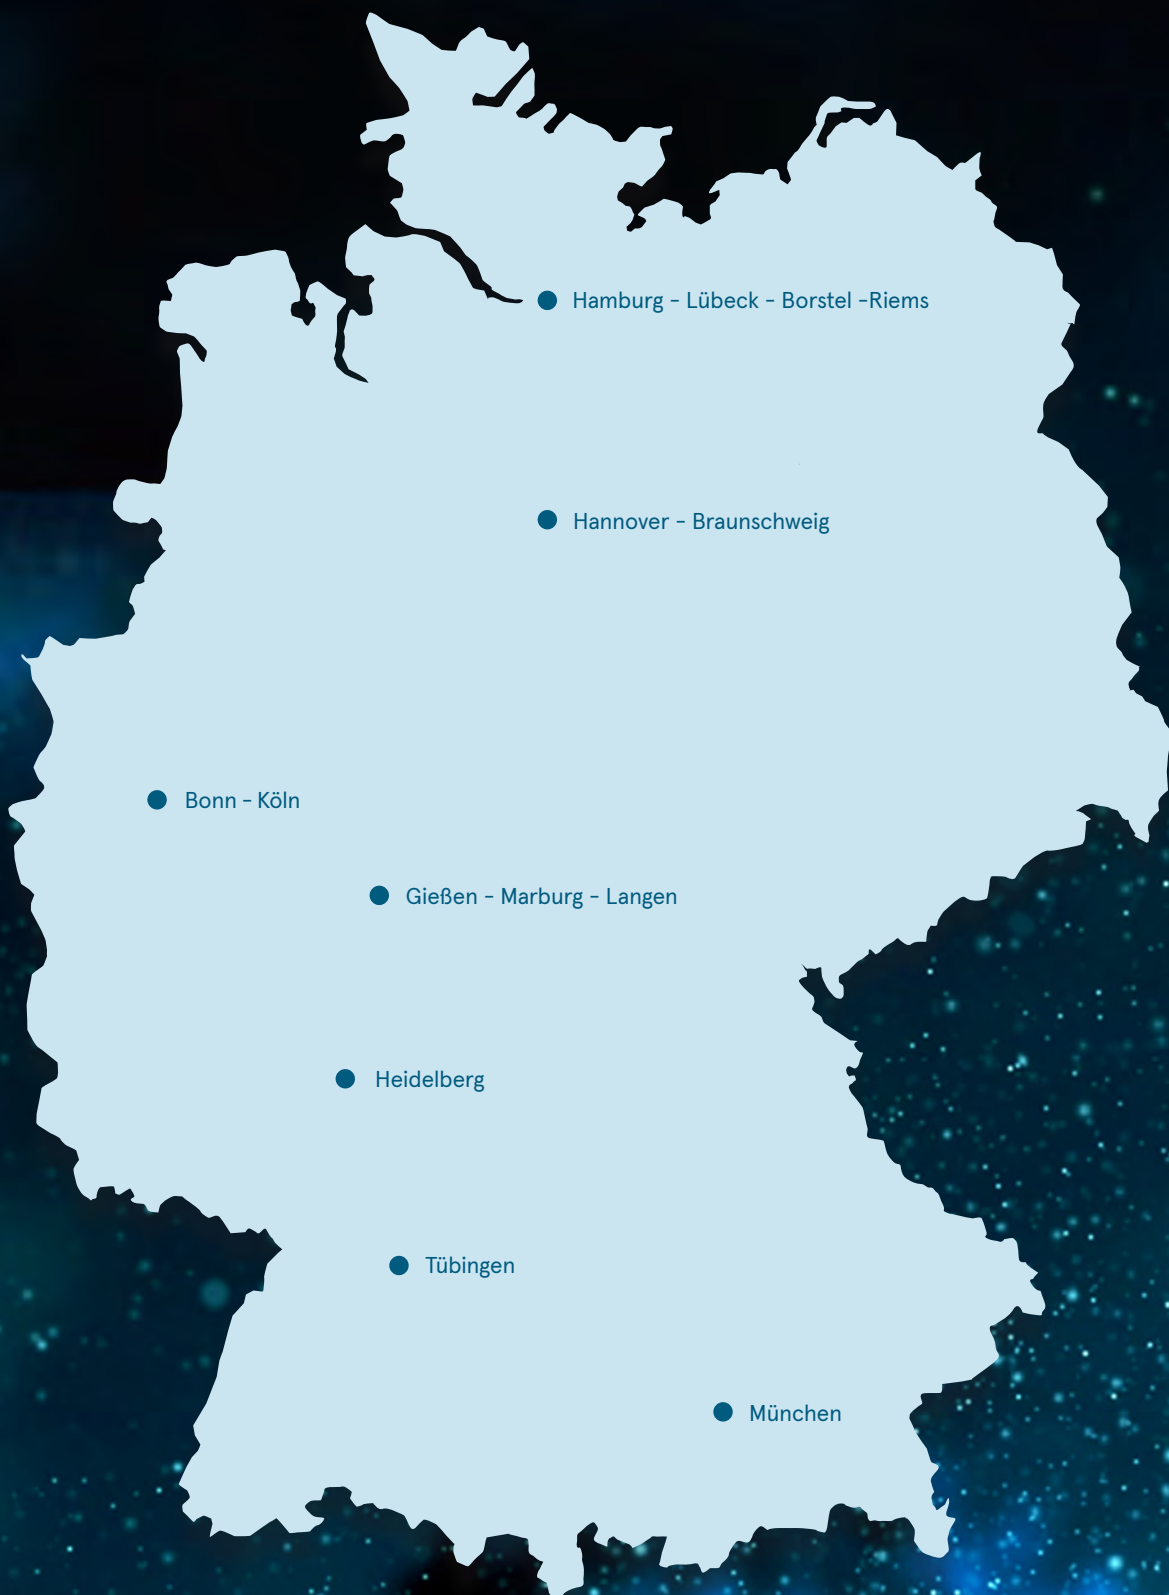 Hamburg - Lübeck - Borstel -Riems
Hannover - Braunschweig
Bonn - Köln
Gießen - Marburg - Langen
Heidelberg
Tübingen
München